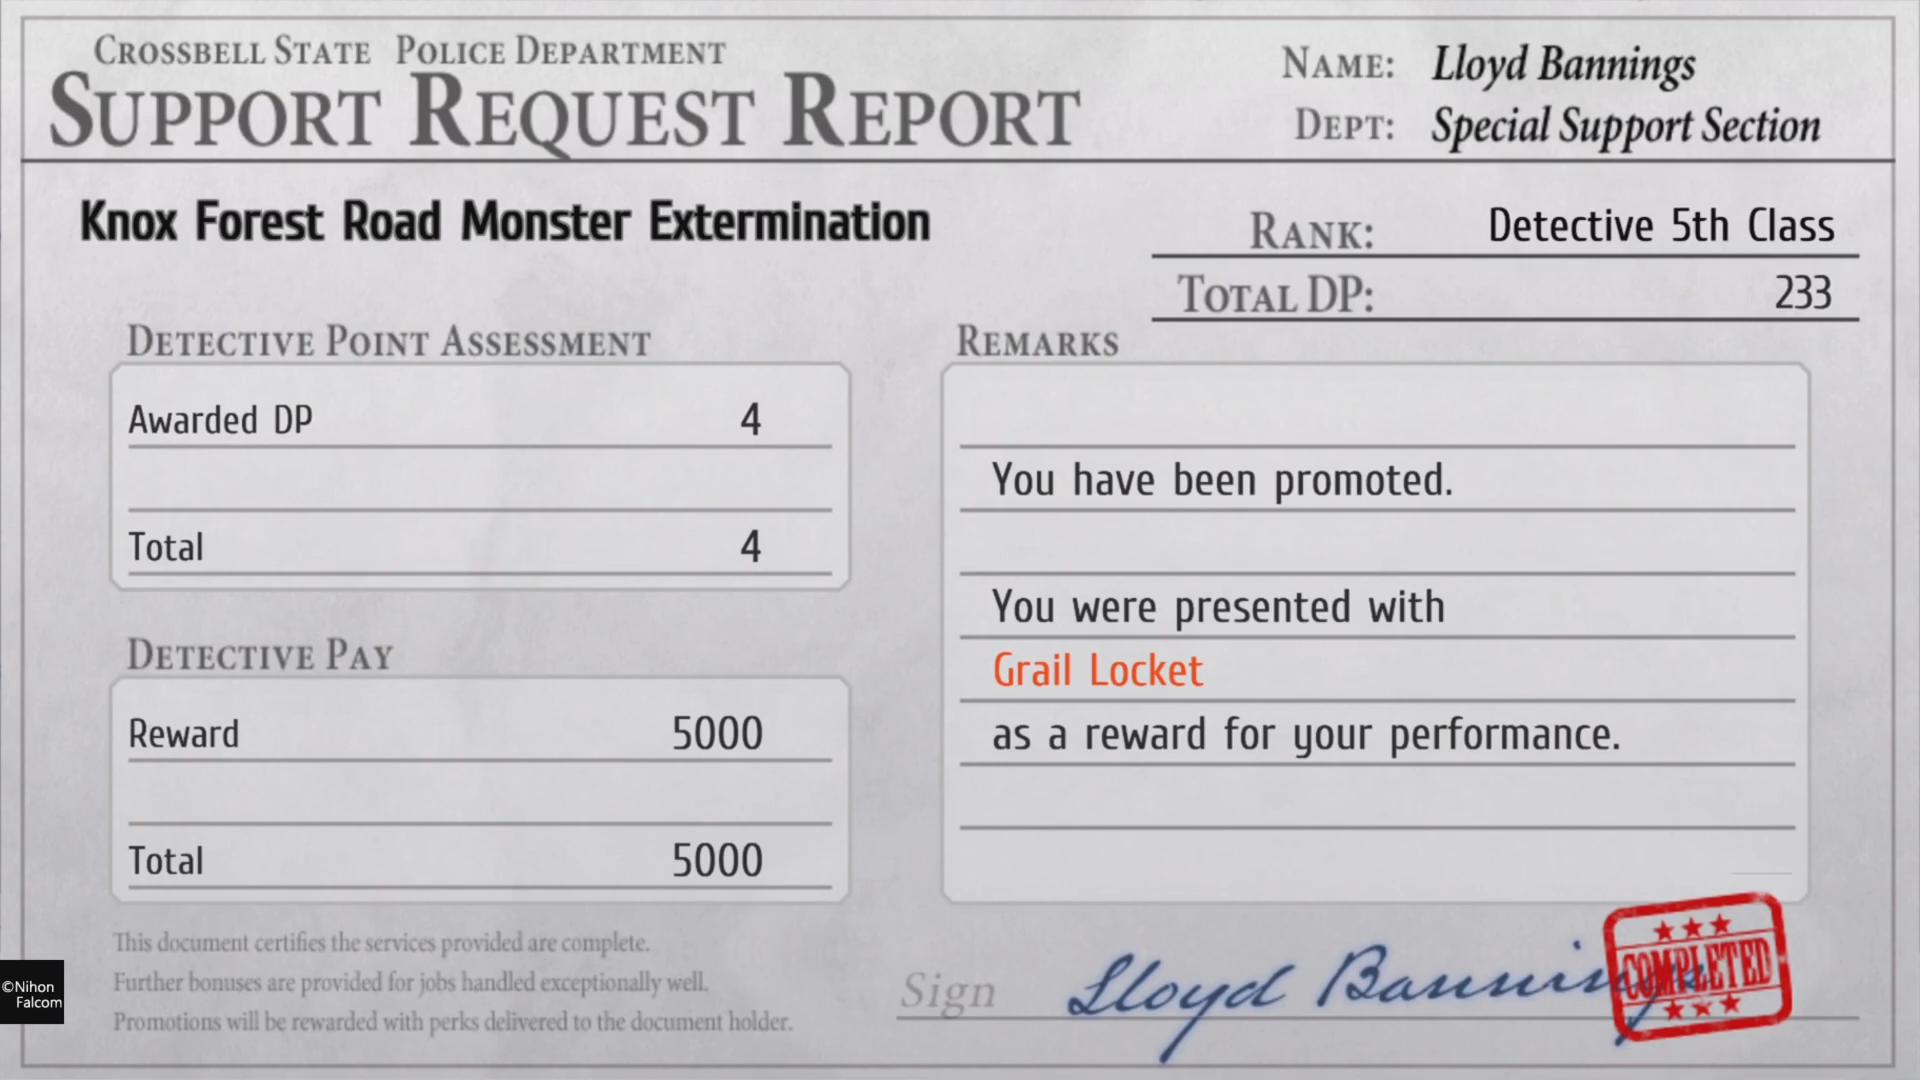 Crossbell State Police Department
Support Request Report
Name: Lloyd Bannings
Dept: Special Support Section
Knox Forest Road Monster Extermination
Rank: Detective 5th Class
Total DP: 233
Detective Point Assessment
Awarded DP 4
Total 4
Detective Pay
Reward 5000
Total 5000
Remarks
You have been promoted.
You were presented with
Grail Locket
as a reward for your performance.
This document certifies the services provided are complete.
Further bonuses are provided for jobs handled exceptionally well.
Promotions will be rewarded with perks delivered to the document holder.
Sign Lloyd Bannings
COMPLETED
©Nihon
Falcom